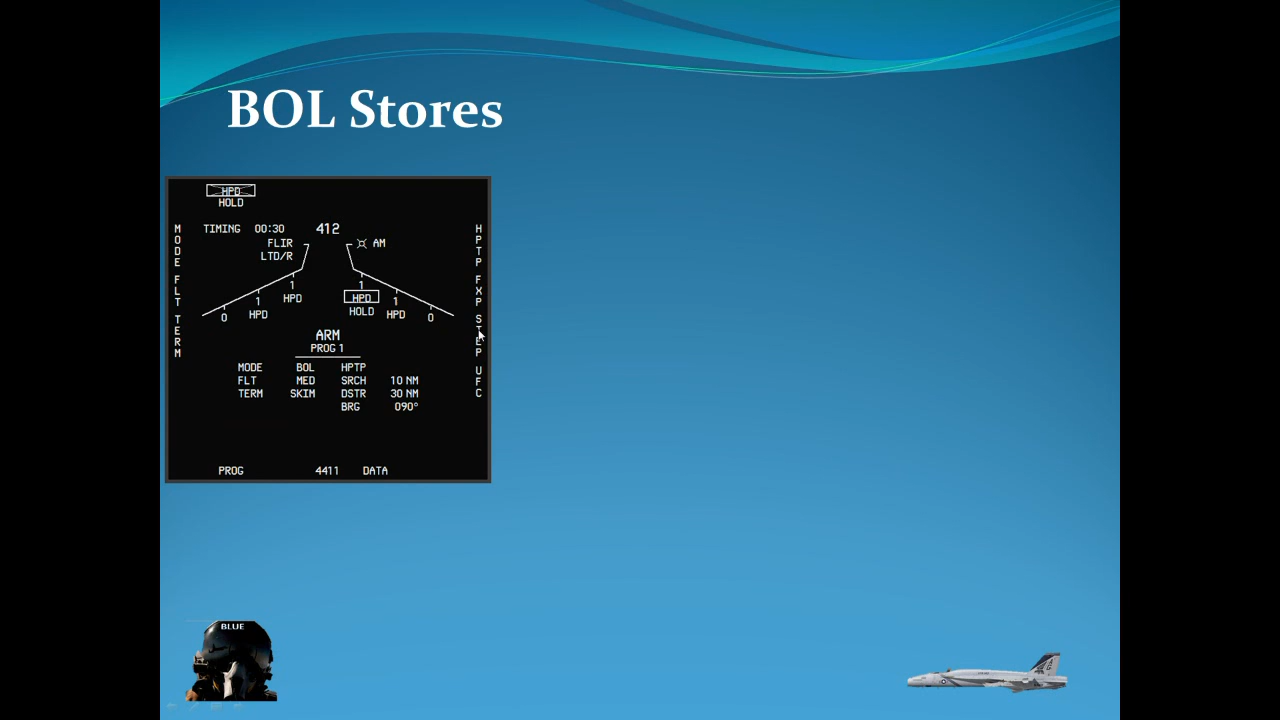 BOL Stores
HPD
HOLD
TIMING 00:30 412
FLIR AM
LTD/R
MODE
FLT
TERM
HPTP
FXP
STEP
UFC
1 1
HPD HPD
HOLD
1 1
HPD HPD
0 0
ARM
PROG 1
MODE BOL HPTP
FLT MED SRCH 10 NM
TERM SKIM DSTR 30 NM
BRG 090°
PROG 4411 DATA
BLUE